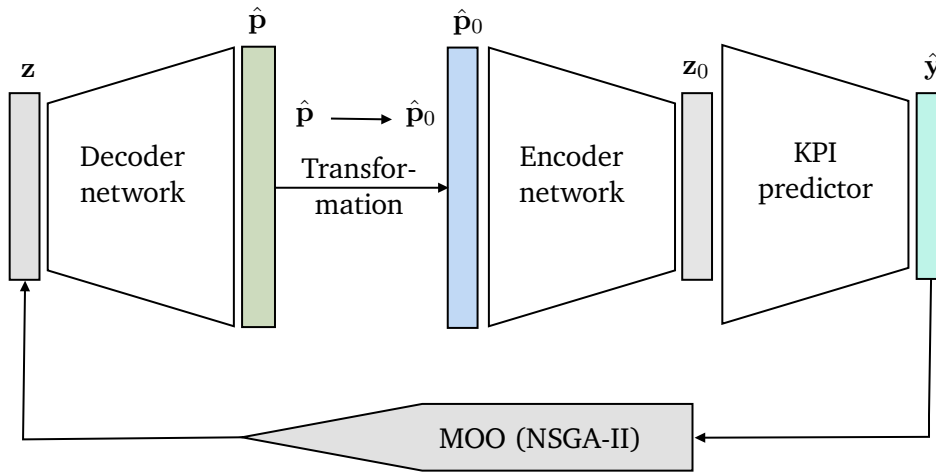 z
p̂
p̂₀
z₀
ŷ
Decoder
network
p̂ → p̂₀
Transfor-
mation
Encoder
network
KPI
predictor
MOO (NSGA-II)